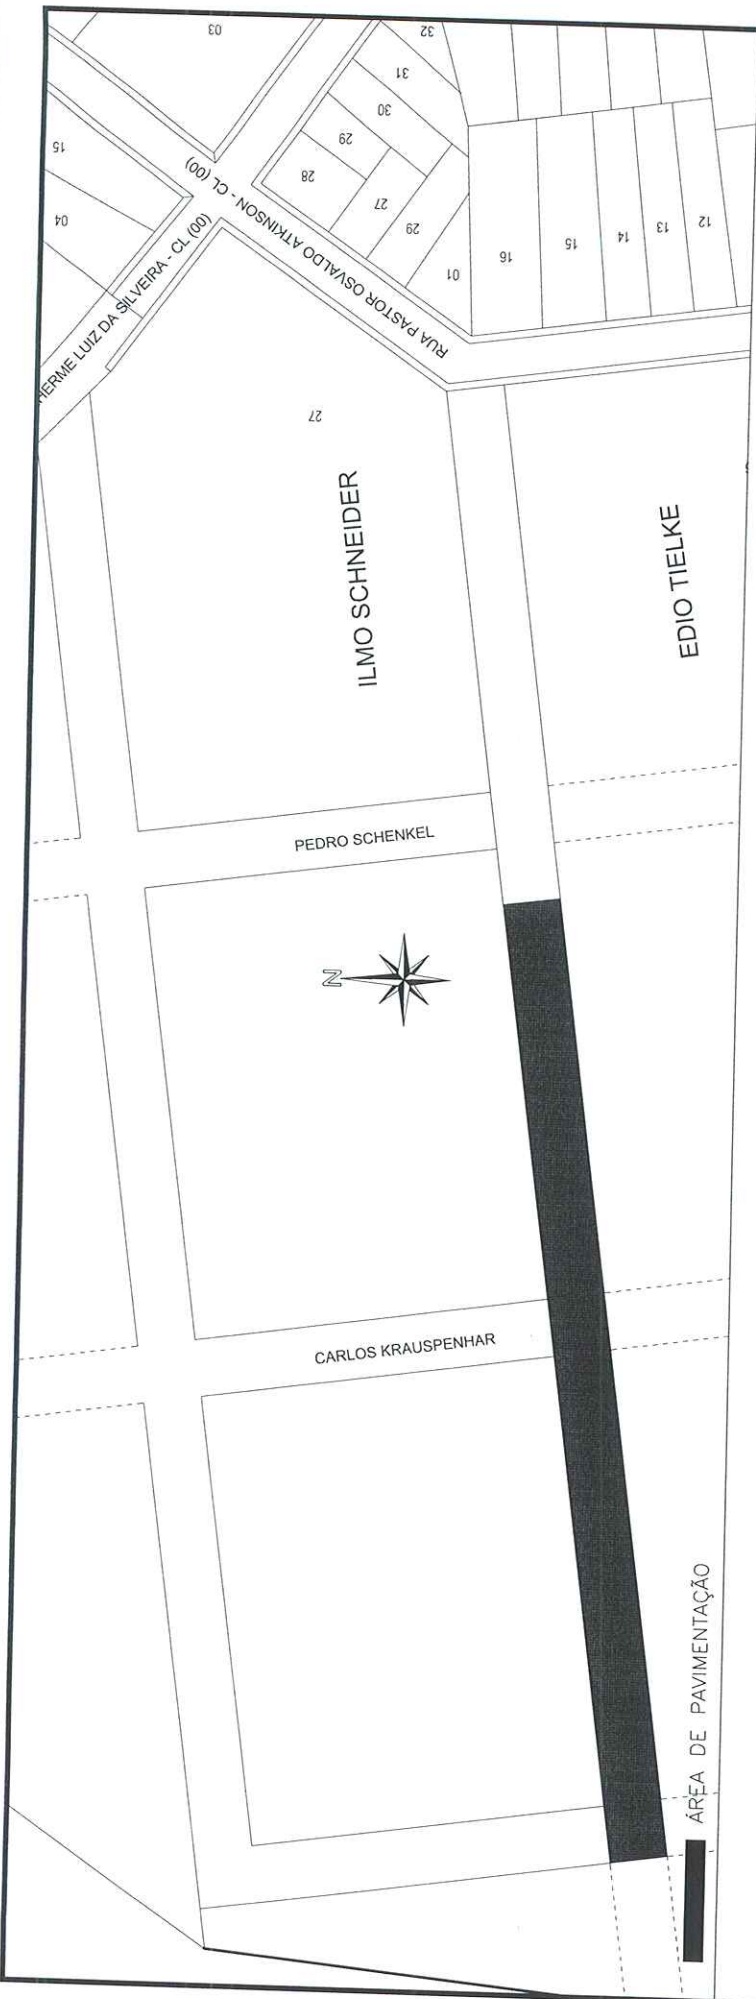 03
15
04
32
31
30
29
28
27
29
01
16
15
14
13
12
RUA PASTOR OSVALDO ATKINSON - CL (00)
HERME LUIZ DA SILVEIRA - CL (00)
27
ILMO SCHNEIDER
EDIO TIELKE
PEDRO SCHENKEL
N
CARLOS KRAUSPENHAR
ÁREA DE PAVIMENTAÇÃO